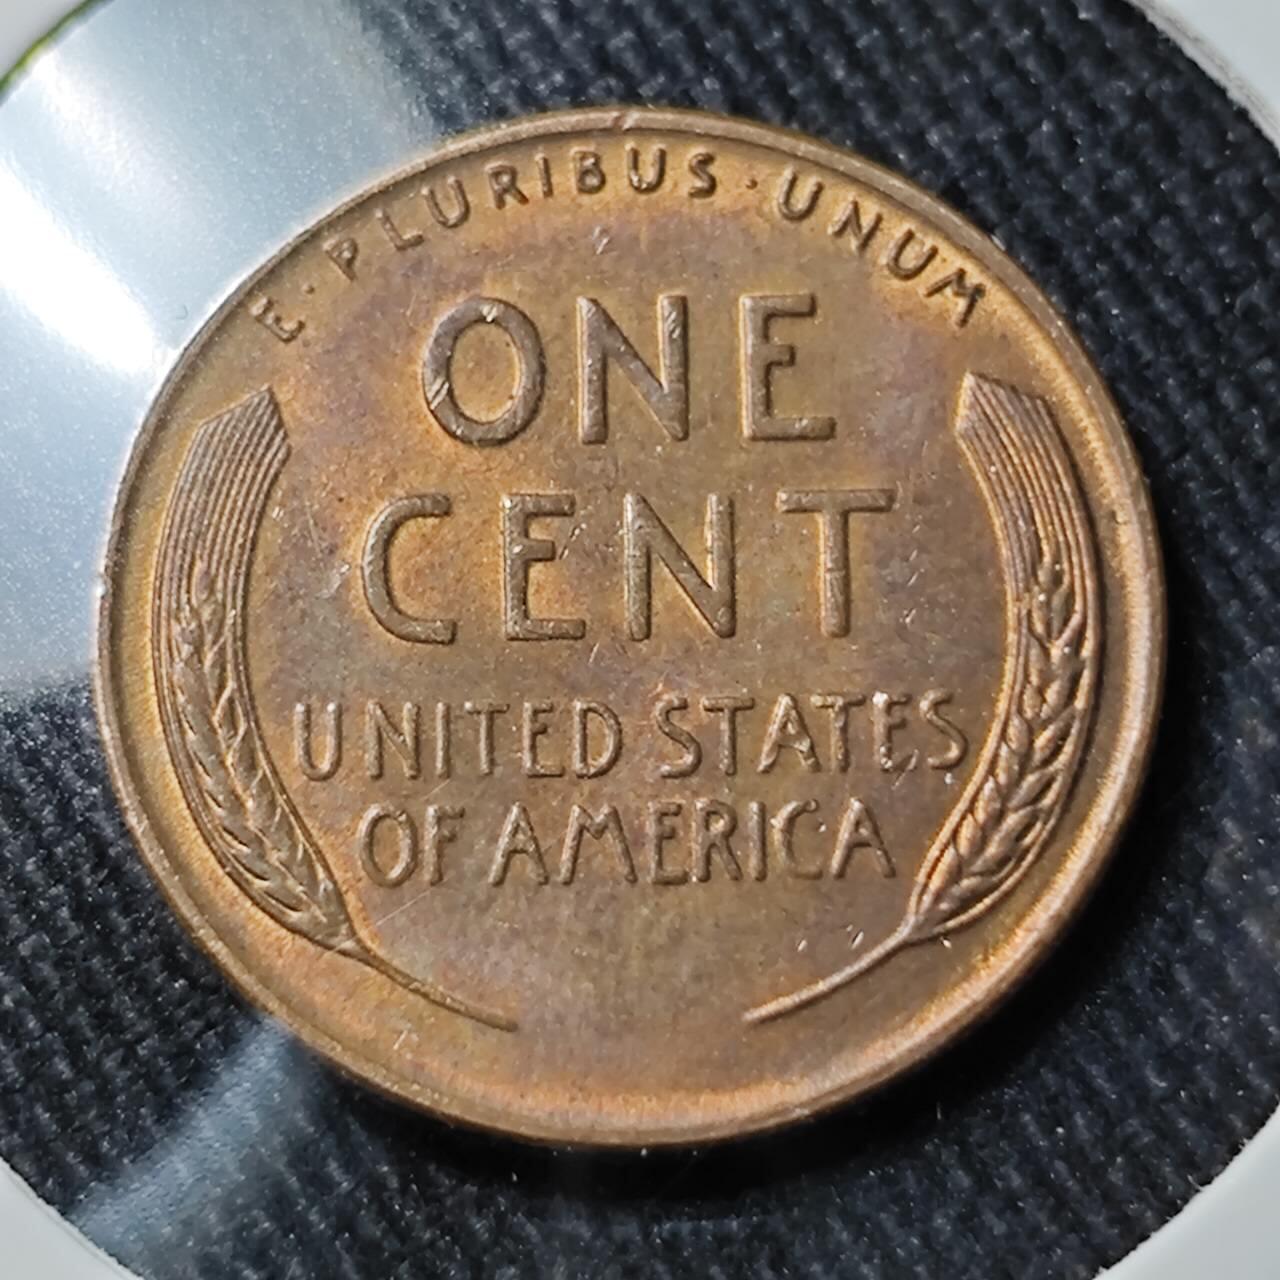 E·PLURIBUS·UNUM
ONE
CENT
UNITED STATES
OF AMERICA